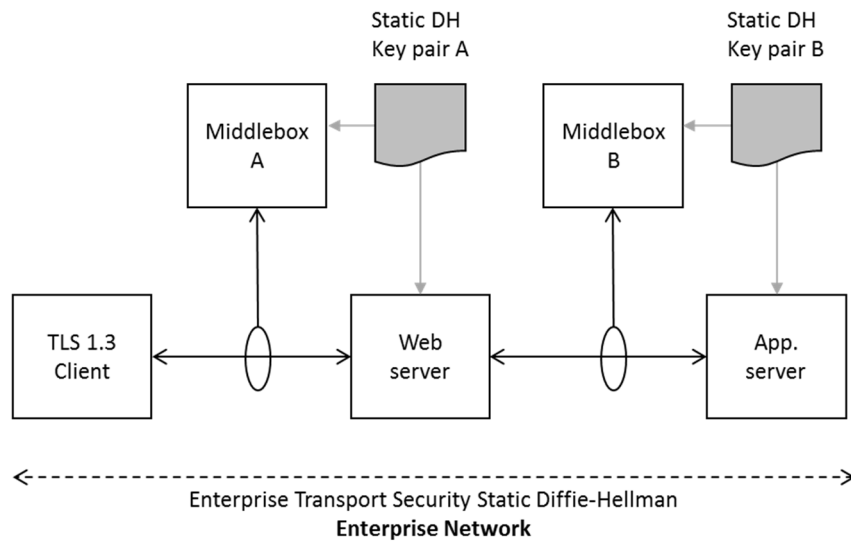 Static DH
Key pair A
Static DH
Key pair B
Middlebox
A
Middlebox
B
TLS 1.3
Client
Web
server
App.
server
Enterprise Transport Security Static Diffie-Hellman
Enterprise Network